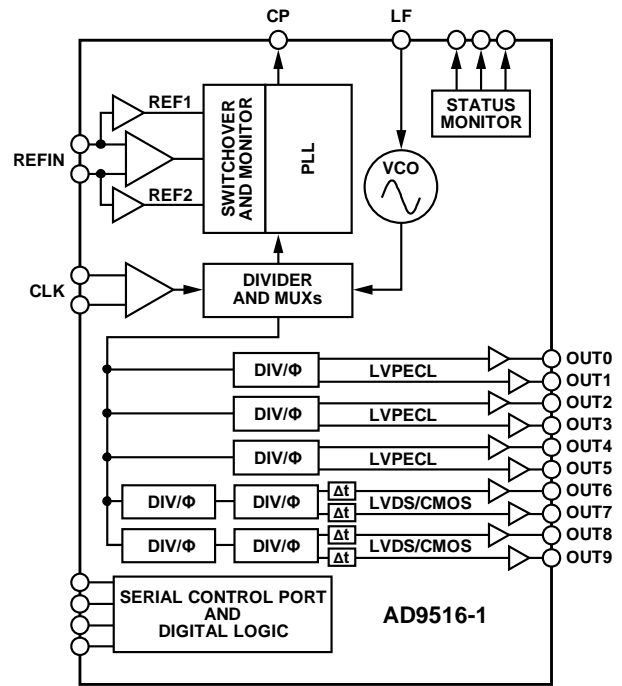 CP
LF
REF1
REFIN
REF2
SWITCHOVER
AND MONITOR
PLL
VCO
STATUS
MONITOR
CLK
DIVIDER
AND MUXs
DIV/Φ
LVPECL
OUT0
OUT1
DIV/Φ
LVPECL
OUT2
OUT3
DIV/Φ
LVPECL
OUT4
OUT5
DIV/Φ
DIV/Φ
Δt
Δt
LVDS/CMOS
OUT6
OUT7
DIV/Φ
DIV/Φ
Δt
Δt
LVDS/CMOS
OUT8
OUT9
SERIAL CONTROL PORT
AND
DIGITAL LOGIC
AD9516-1